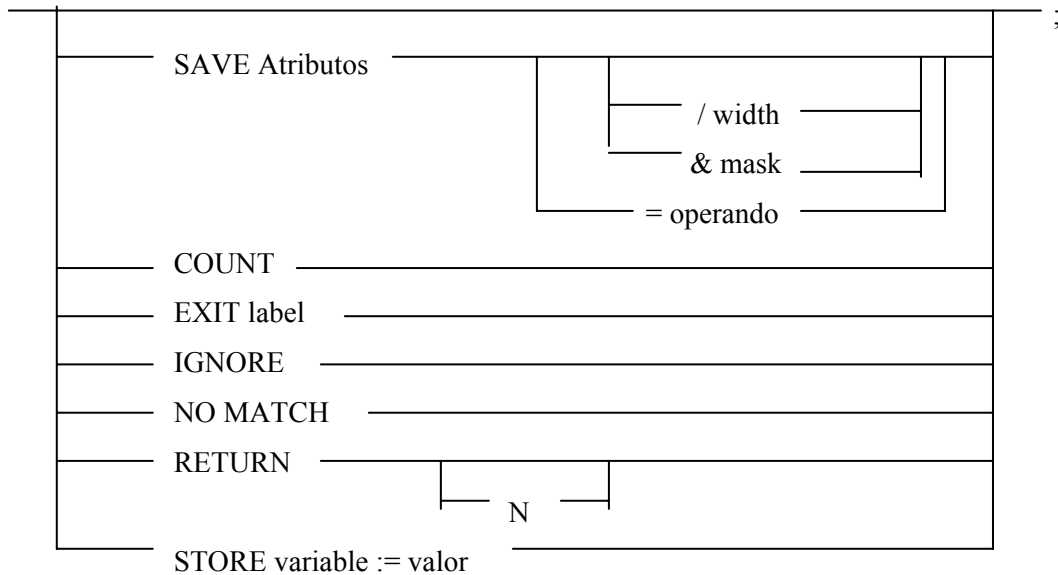 ;
SAVE Atributos
/ width
& mask
= operando
COUNT
EXIT label
IGNORE
NO MATCH
RETURN
N
STORE variable := valor